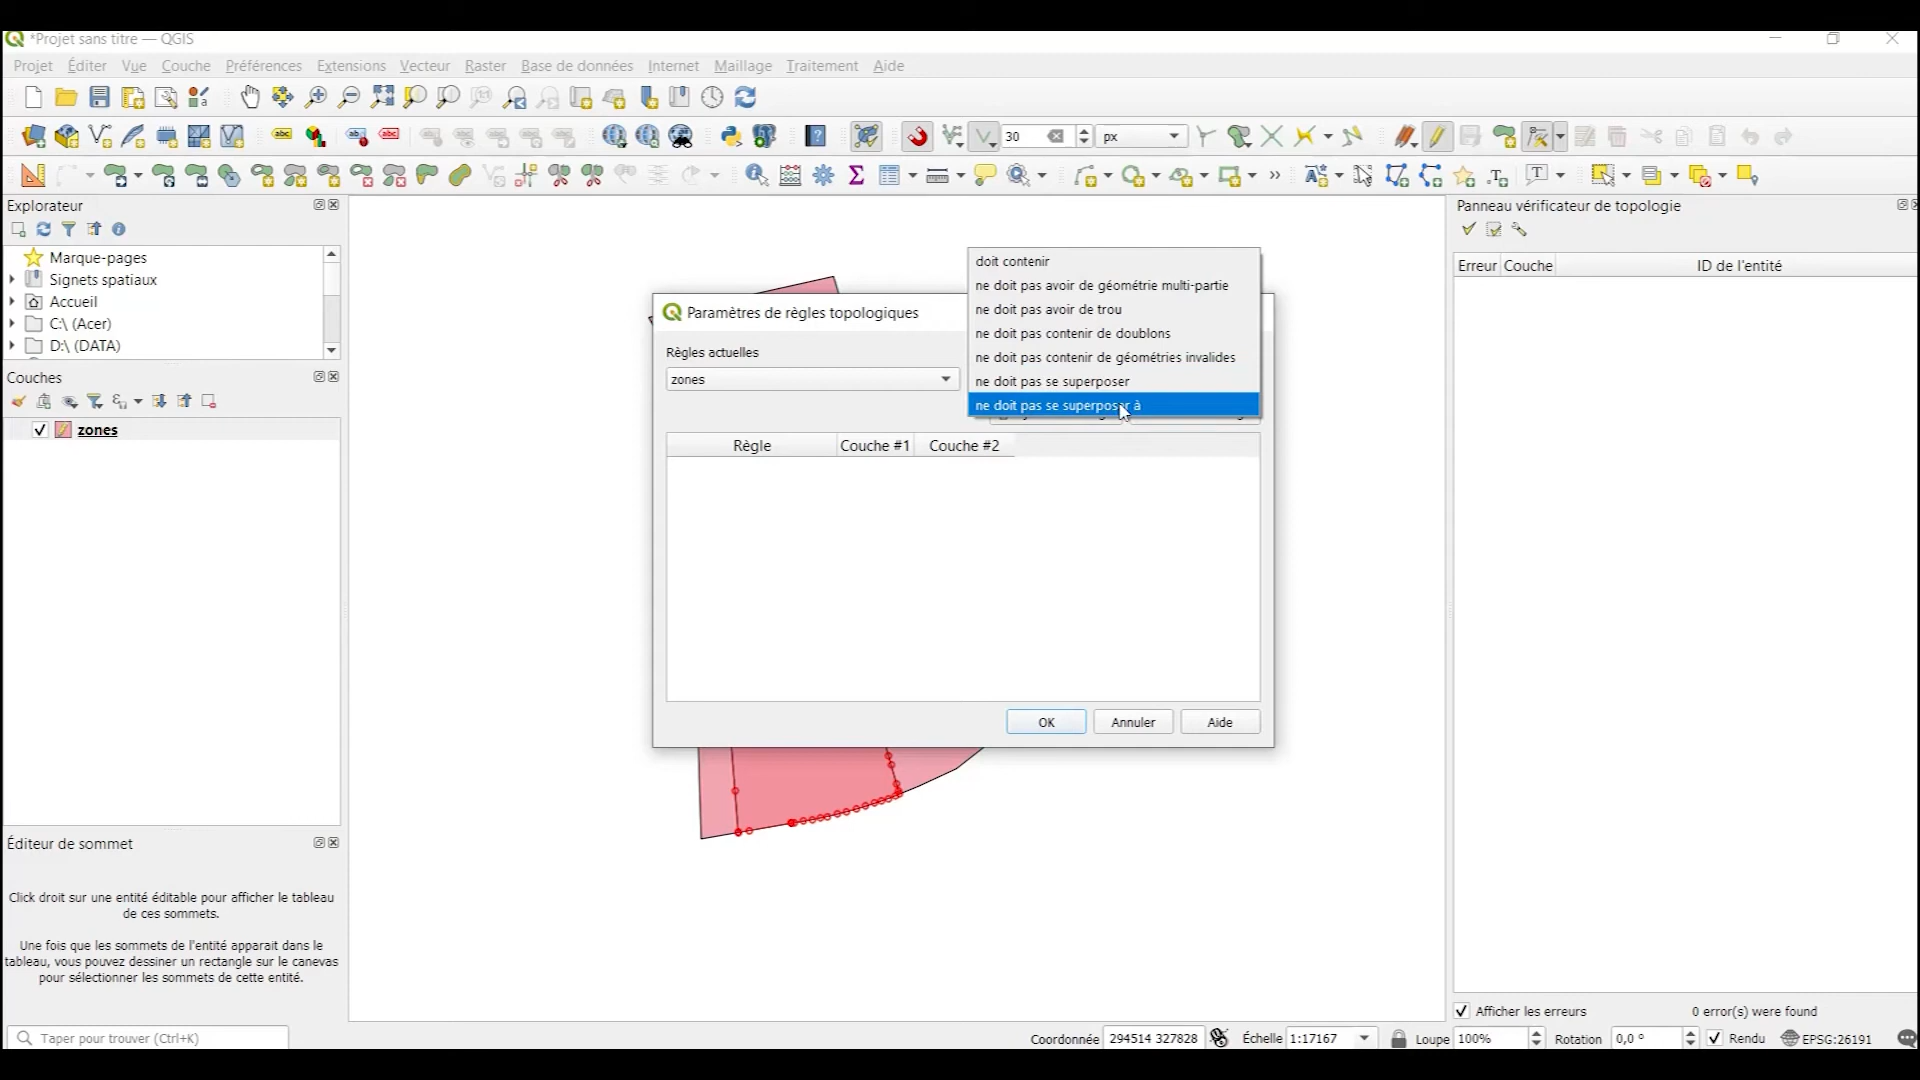 *Projet sans titre — QGIS
Projet Éditer Vue Couche Préférences Extensions Vecteur Raster Base de données Internet Maillage Traitement Aide
abc ab abc 30 px
Explorateur
Marque-pages
Signets spatiaux
Accueil
C:\ (Acer)
D:\ (DATA)
Couches
zones
Éditeur de sommet
Click droit sur une entité éditable pour afficher le tableau
de ces sommets.
Une fois que les sommets de l'entité apparait dans le
tableau, vous pouvez dessiner un rectangle sur le canevas
pour sélectionner les sommets de cette entité.
Taper pour trouver (Ctrl+K)
Paramètres de règles topologiques
Règles actuelles
zones
doit contenir
ne doit pas avoir de géométrie multi-partie
ne doit pas avoir de trou
ne doit pas contenir de doublons
ne doit pas contenir de géométries invalides
ne doit pas se superposer
ne doit pas se superposer à
Règle Couche #1 Couche #2
OK Annuler Aide
Panneau vérificateur de topologie
Erreur Couche ID de l'entité
Afficher les erreurs 0 error(s) were found
Coordonnée 294514 327828 Échelle 1:17167 Loupe 100% Rotation 0,0 ° Rendu EPSG:26191